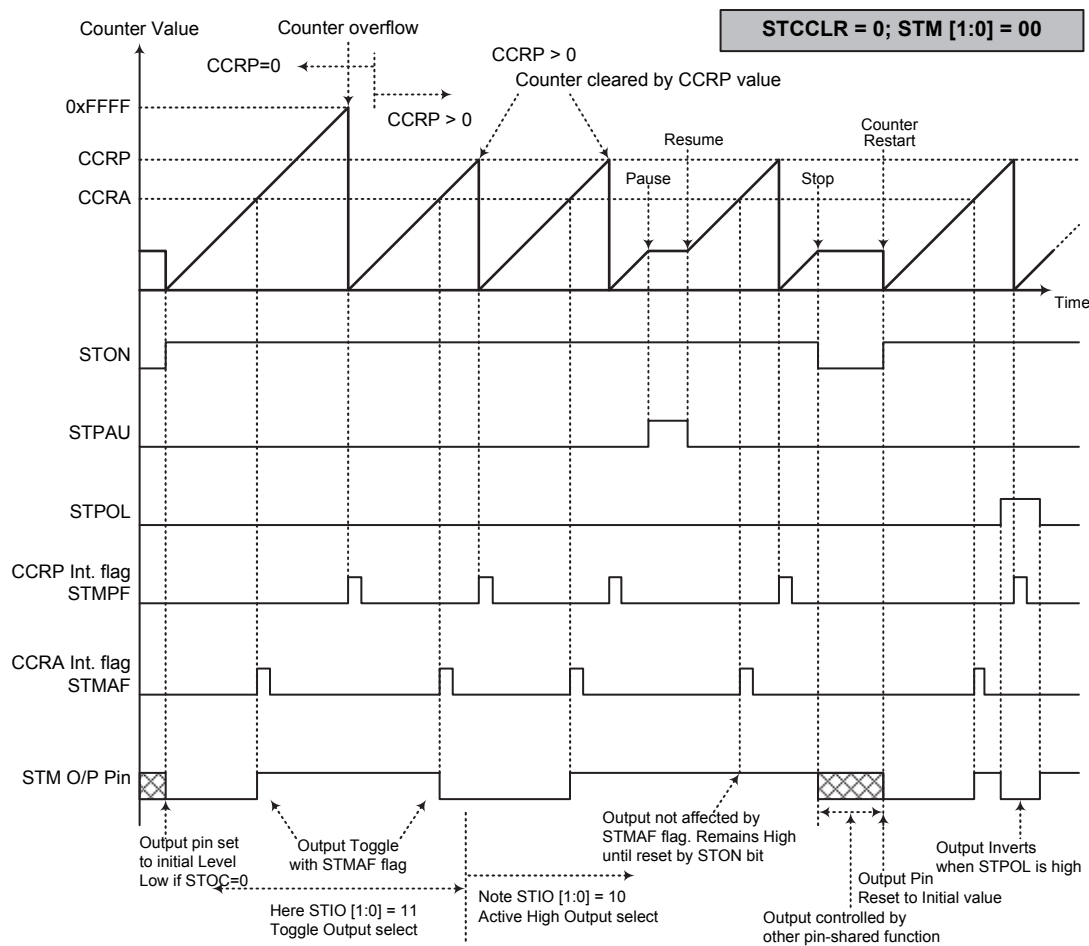 STCCLR = 0; STM [1:0] = 00
Counter Value
Counter overflow
CCRP=0
CCRP > 0
CCRP > 0
Counter cleared by CCRP value
0xFFFF
CCRP
CCRA
Pause
Resume
Stop
Counter
Restart
Time
STON
STPAU
STPOL
CCRP Int. flag
STMPF
CCRA Int. flag
STMAF
STM O/P Pin
Output pin set
to initial Level
Low if STOC=0
Output Toggle
with STMAF flag
Here STIO [1:0] = 11
Toggle Output select
Note STIO [1:0] = 10
Active High Output select
Output not affected by
STMAF flag. Remains High
until reset by STON bit
Output controlled by
other pin-shared function
Output Pin
Reset to Initial value
Output Inverts
when STPOL is high